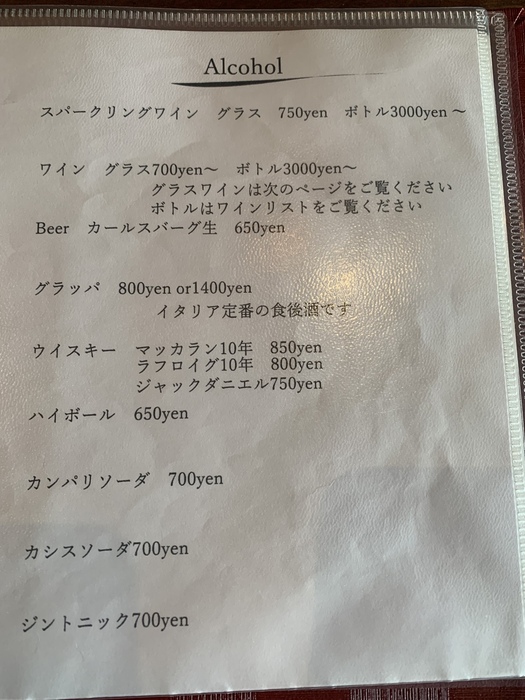 Alcohol
スパークリングワイン　グラス　750yen　ボトル3000yen ～
ワイン　グラス700yen～　ボトル3000yen～
グラスワインは次のページをご覧ください
ボトルはワインリストをご覧ください
Beer　カールスバーグ生　650yen
グラッパ　800yen or1400yen
イタリア定番の食後酒です
ウイスキー　マッカラン10年　850yen
ラフロイグ10年　800yen
ジャックダニエル750yen
ハイボール　650yen
カンパリソーダ　700yen
カシスソーダ700yen
ジントニック700yen